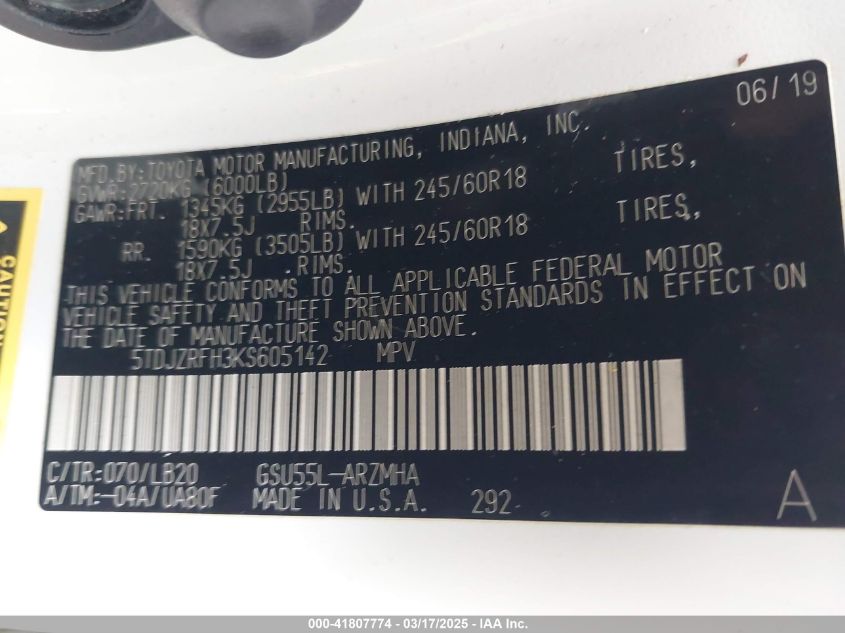 06/19
MFD.BY:TOYOTA MOTOR MANUFACTURING, INDIANA, INC.
GVWR:2720KG (6000LB)
GAWR:FRT. 1345KG (2955LB) WITH 245/60R18 TIRES,
18X7.5J RIMS.
RR. 1590KG (3505LB) WITH 245/60R18 TIRES,
18X7.5J RIMS.
THIS VEHICLE CONFORMS TO ALL APPLICABLE FEDERAL MOTOR
VEHICLE SAFETY AND THEFT PREVENTION STANDARDS IN EFFECT ON
THE DATE OF MANUFACTURE SHOWN ABOVE.
5TDJZRFH3KS605142 MPV
C/TR:070/LB20 GSU55L-ARZMHA
A/TM:-04A/UA80F MADE IN U.S.A. 292 A
CAUTION
000-41807774 - 03/17/2025 - IAA Inc.